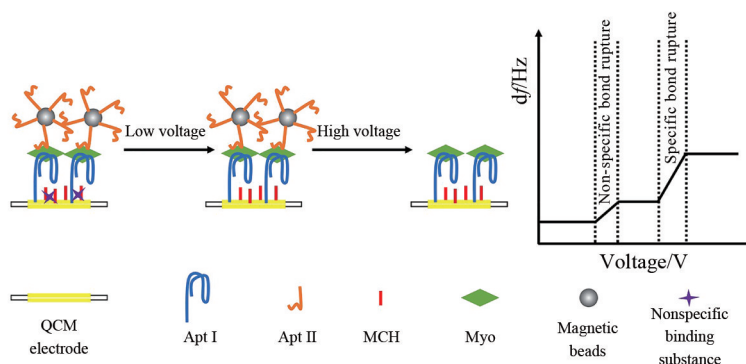 Low voltage
High voltage
df/Hz
Non-specific bond rupture
Specific bond rupture
Voltage/V
QCM
electrode
Apt I
Apt II
MCH
Myo
Magnetic
beads
Nonspecific
binding
substance